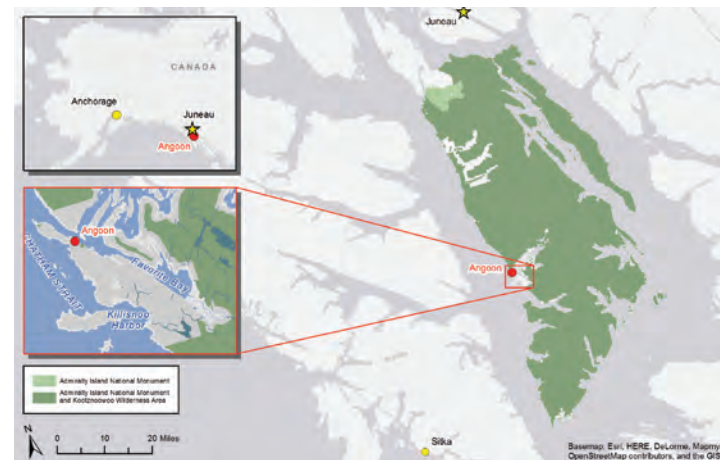 CANADA
Anchorage
Juneau
Angoon
Juneau
Angoon
CHATHAM STRAIT
Favorite Bay
Killisnoo
Harbor
Angoon
Admiralty Island National Monument
Admiralty Island National Monument
and Kootznoowoo Wilderness Area
N
0 10 20 Miles
Sitka
Basemap: Esri, HERE, DeLorme, Mapmy
OpenStreetMap contributors, and the GIS